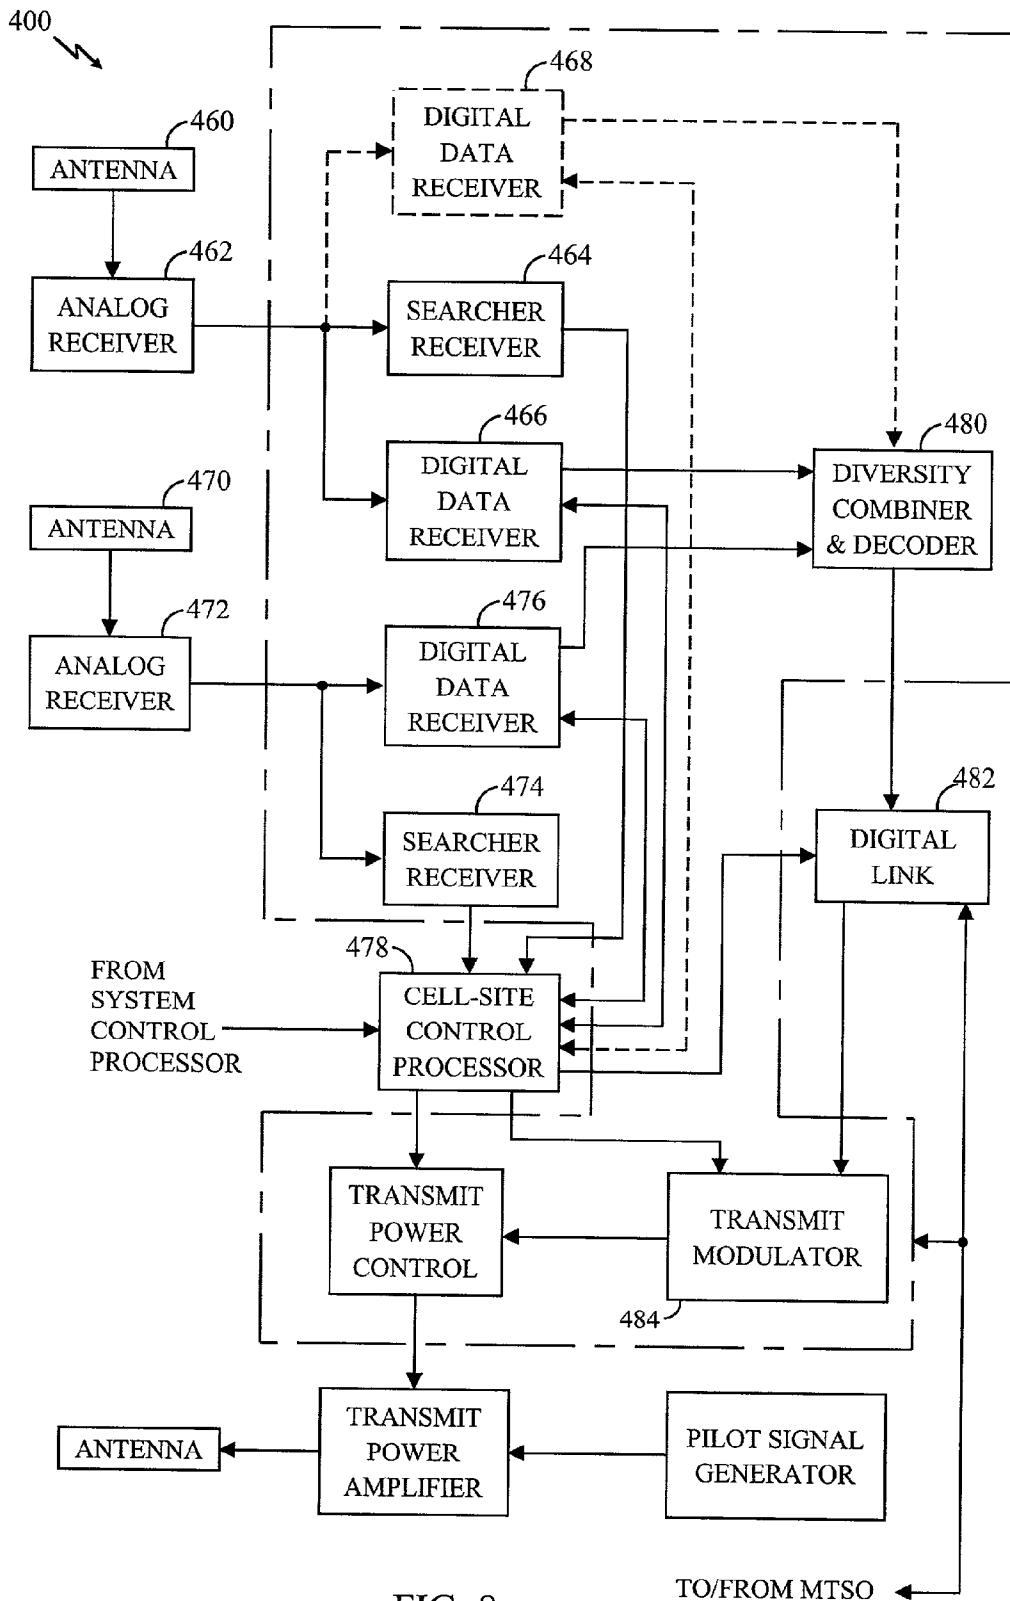 400
468
DIGITAL
DATA
RECEIVER
460
ANTENNA
462
ANALOG
RECEIVER
464
SEARCHER
RECEIVER
466
DIGITAL
DATA
RECEIVER
480
DIVERSITY
COMBINER
& DECODER
470
ANTENNA
472
ANALOG
RECEIVER
476
DIGITAL
DATA
RECEIVER
474
SEARCHER
RECEIVER
482
DIGITAL
LINK
478
CELL-SITE
CONTROL
PROCESSOR
FROM
SYSTEM
CONTROL
PROCESSOR
TRANSMIT
POWER
CONTROL
TRANSMIT
MODULATOR
484
ANTENNA
TRANSMIT
POWER
AMPLIFIER
PILOT SIGNAL
GENERATOR
TO/FROM MTSO